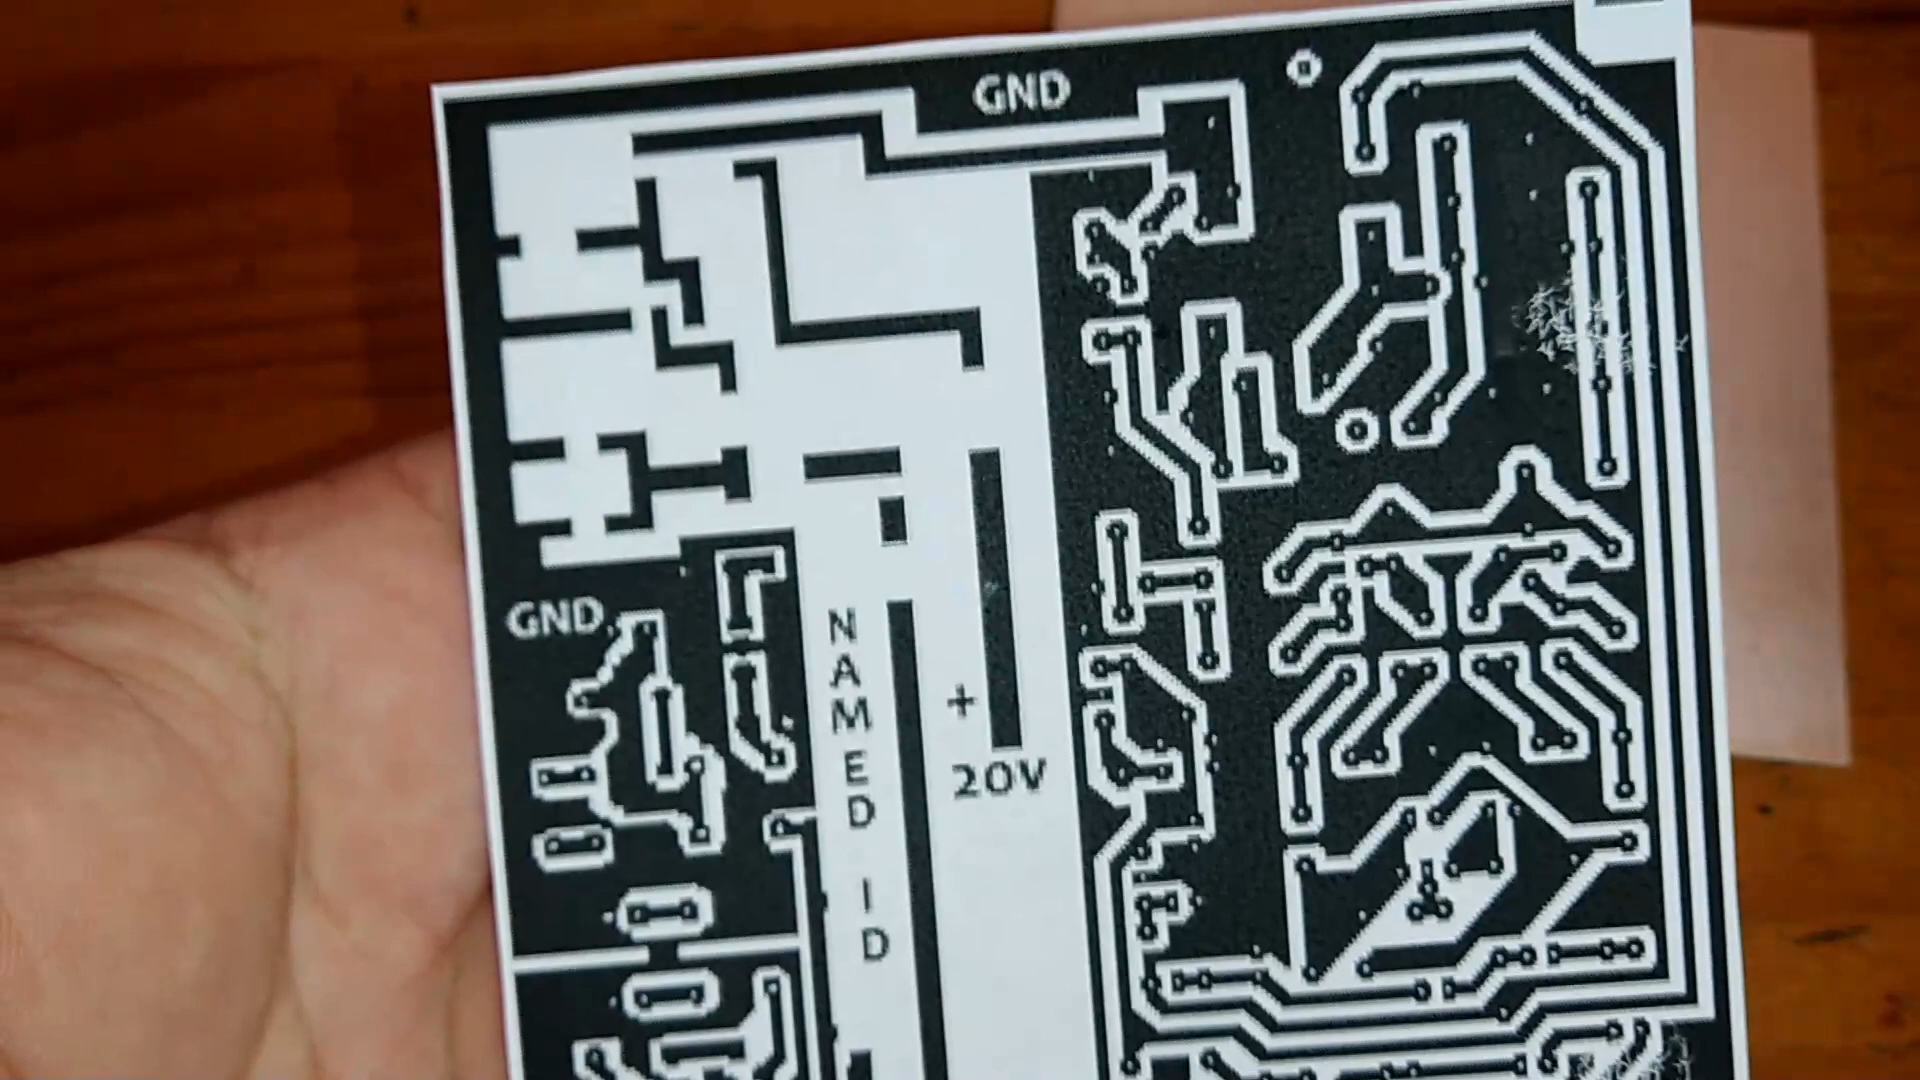 GND
GND
NAMED
ID
+
20V